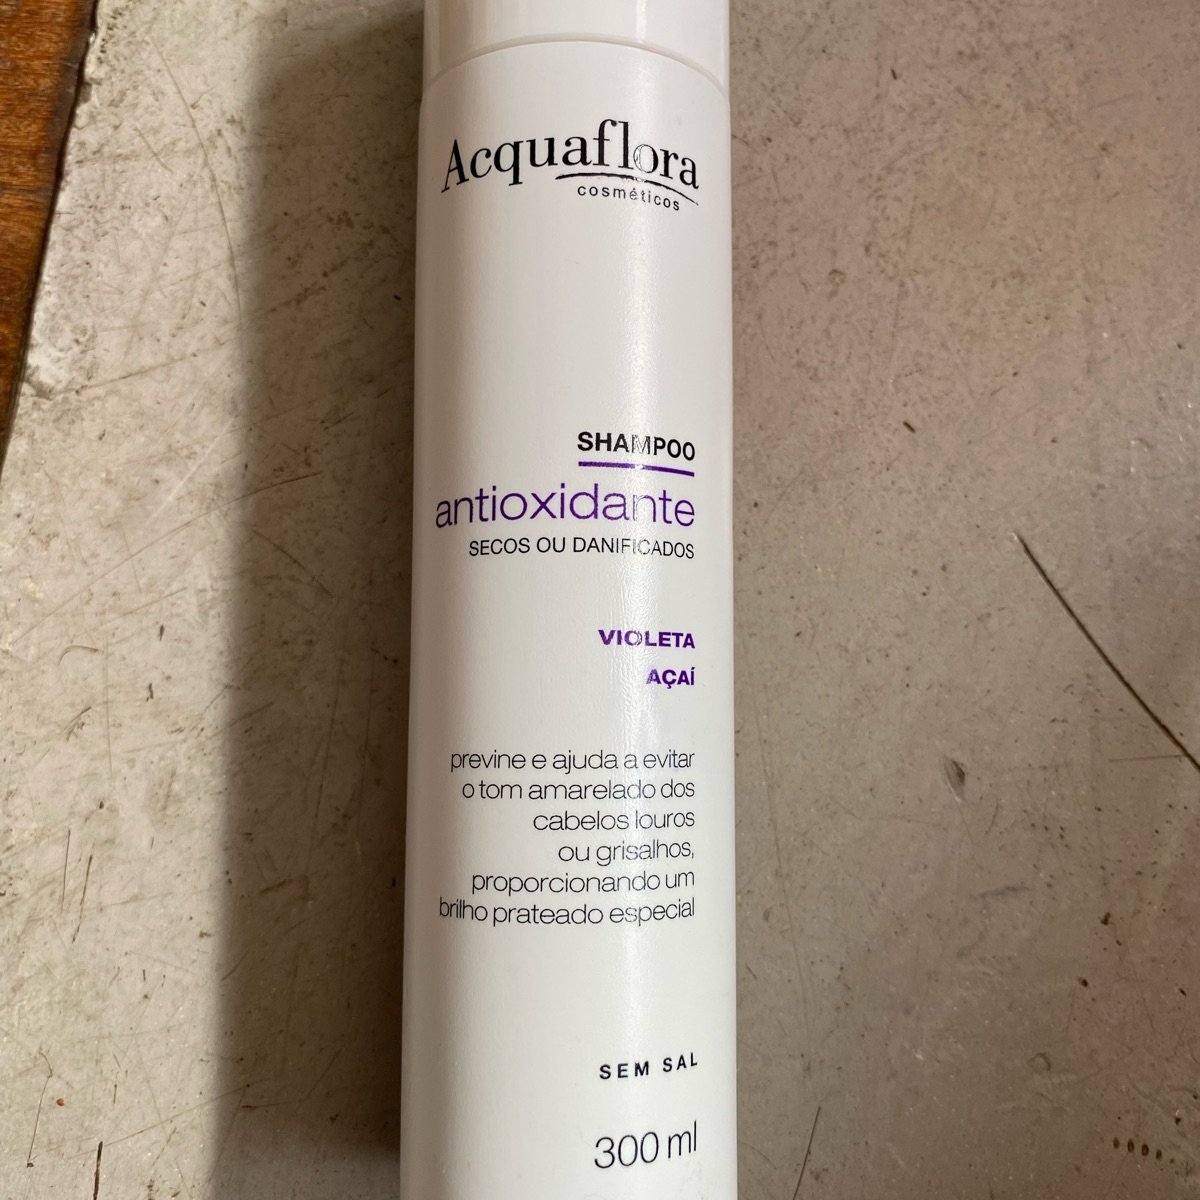 Acquaflora
cosméticos
SHAMPOO
antioxidante
SECOS OU DANIFICADOS
VIOLETA
AÇAÍ
previne e ajuda a evitar
o tom amarelado dos
cabelos louros
ou grisalhos,
proporcionando um
brilho prateado especial
SEM SAL
300 ml